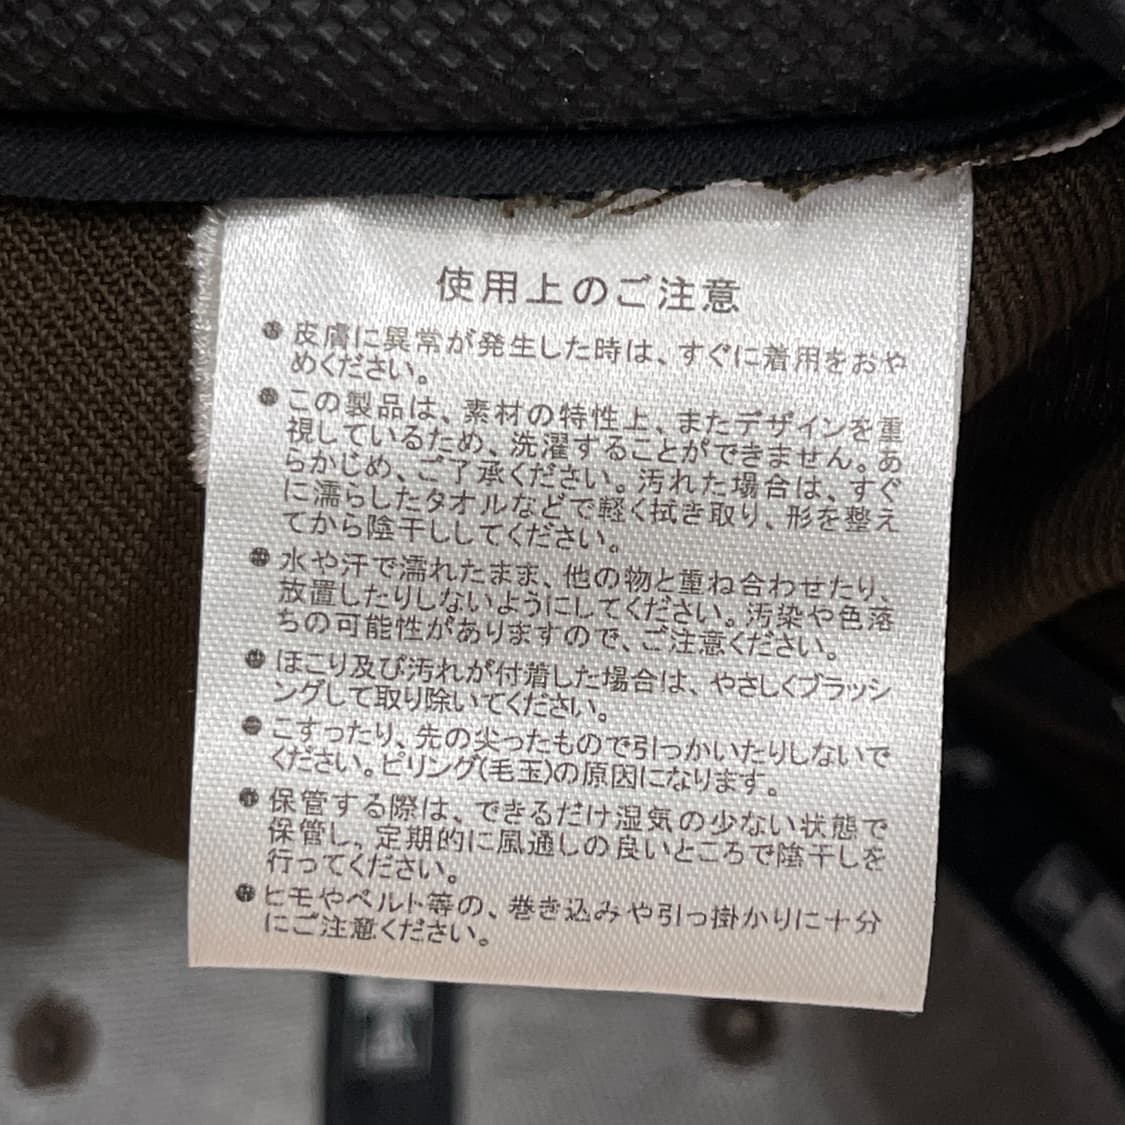 使用上のご注意
●皮膚に異常が発生した時は、すぐに着用をおや
めください。
●この製品は、素材の特性上、またデザインを重
視しているため、洗濯することができません。あ
らかじめ、ご了承ください。汚れた場合は、すぐ
に濡らしたタオルなどで軽く拭き取り、形を整え
てから陰干ししてください。
●水や汗で濡れたまま、他の物と重ね合わせたり、
放置したりしないようにしてください。汚染や色落
ちの可能性がありますので、ご注意ください。
●ほこり及び汚れが付着した場合は、やさしくブラッシ
ングして取り除いてください。
●こすったり、先の尖ったもので引っかいたりしないで
ください。ピリング(毛玉)の原因になります。
●保管する際は、できるだけ湿気の少ない状態で
保管し、定期的に風通しの良いところで陰干しを
行ってください。
●ヒモやベルト等の、巻き込みや引っ掛かりに十分
にご注意ください。